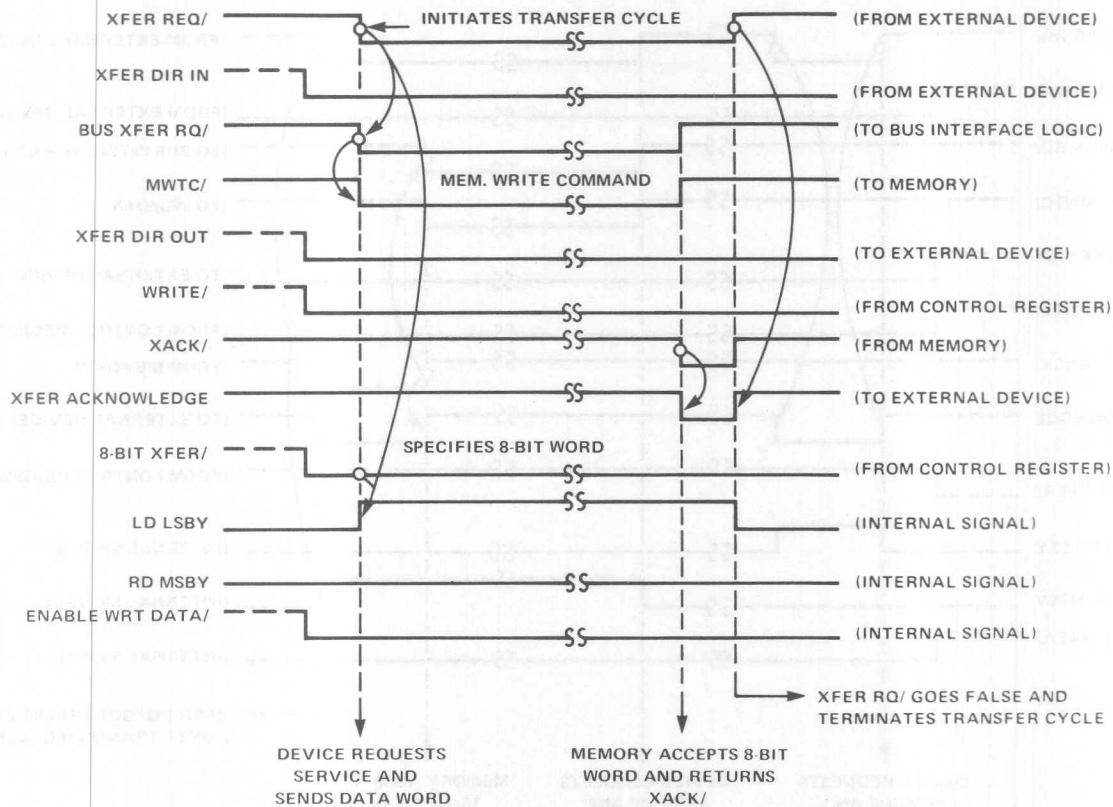 XFER REQ/ INITIATES TRANSFER CYCLE (FROM EXTERNAL DEVICE)
XFER DIR IN (FROM EXTERNAL DEVICE)
BUS XFER RQ/ (TO BUS INTERFACE LOGIC)
MWTC/ MEM. WRITE COMMAND (TO MEMORY)
XFER DIR OUT (TO EXTERNAL DEVICE)
WRITE/ (FROM CONTROL REGISTER)
XACK/ (FROM MEMORY)
XFER ACKNOWLEDGE (TO EXTERNAL DEVICE)
8-BIT XFER/ SPECIFIES 8-BIT WORD (FROM CONTROL REGISTER)
LD LSBY (INTERNAL SIGNAL)
RD MSBY (INTERNAL SIGNAL)
ENABLE WRT DATA/ (INTERNAL SIGNAL)
XFER RQ/ GOES FALSE AND
TERMINATES TRANSFER CYCLE
DEVICE REQUESTS
SERVICE AND
SENDS DATA WORD
MEMORY ACCEPTS 8-BIT
WORD AND RETURNS
XACK/